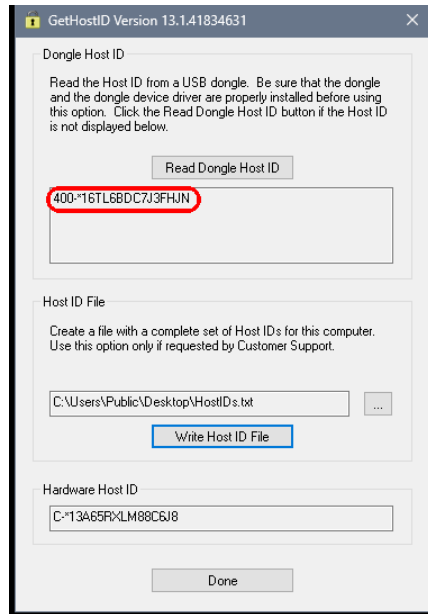 GetHostID Version 13.1.41834631
Dongle Host ID
Read the Host ID from a USB dongle. Be sure that the dongle
and the dongle device driver are properly installed before using
this option. Click the Read Dongle Host ID button if the Host ID
is not displayed below.
Read Dongle Host ID
400-*16TL6BDC7J3FHJN
Host ID File
Create a file with a complete set of Host IDs for this computer.
Use this option only if requested by Customer Support.
C:\Users\Public\Desktop\HostIDs.txt
...
Write Host ID File
Hardware Host ID
C-*13A65RXLM88C6J8
Done